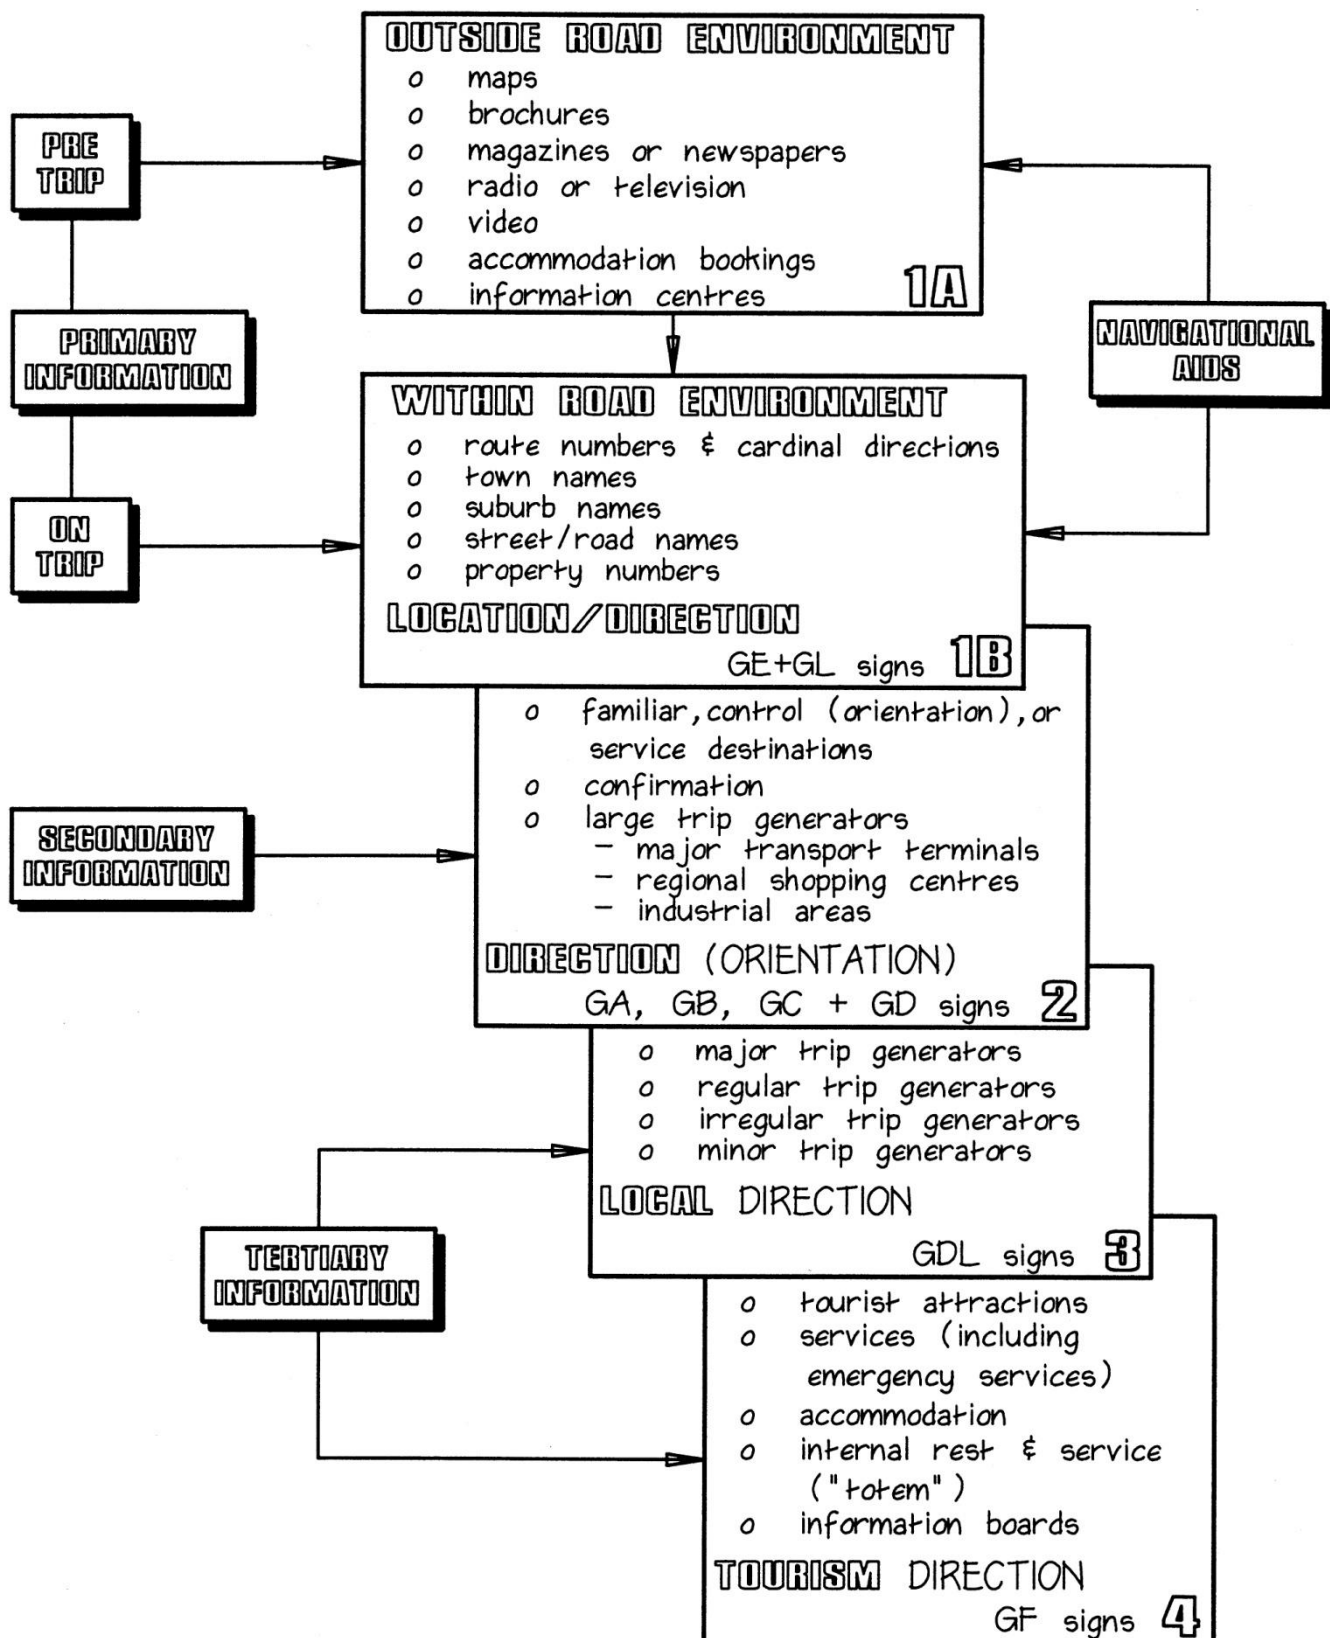 OUTSIDE ROAD ENVIRONMENT
o maps
o brochures
o magazines or newspapers
o radio or television
o video
o accommodation bookings
o information centres
1A
PRE
TRIP
PRIMARY
INFORMATION
NAVIGATIONAL
AIDS
ON
TRIP
WITHIN ROAD ENVIRONMENT
o route numbers & cardinal directions
o town names
o suburb names
o street/road names
o property numbers
LOCATION/DIRECTION
GE+GL signs 1B
SECONDARY
INFORMATION
o familiar, control (orientation), or
service destinations
o confirmation
o large trip generators
– major transport terminals
– regional shopping centres
– industrial areas
DIRECTION (ORIENTATION)
GA, GB, GC + GD signs 2
TERTIARY
INFORMATION
o major trip generators
o regular trip generators
o irregular trip generators
o minor trip generators
LOCAL DIRECTION
GDL signs 3
o tourist attractions
o services (including
emergency services)
o accommodation
o internal rest & service
("totem")
o information boards
TOURISM DIRECTION
GF signs 4